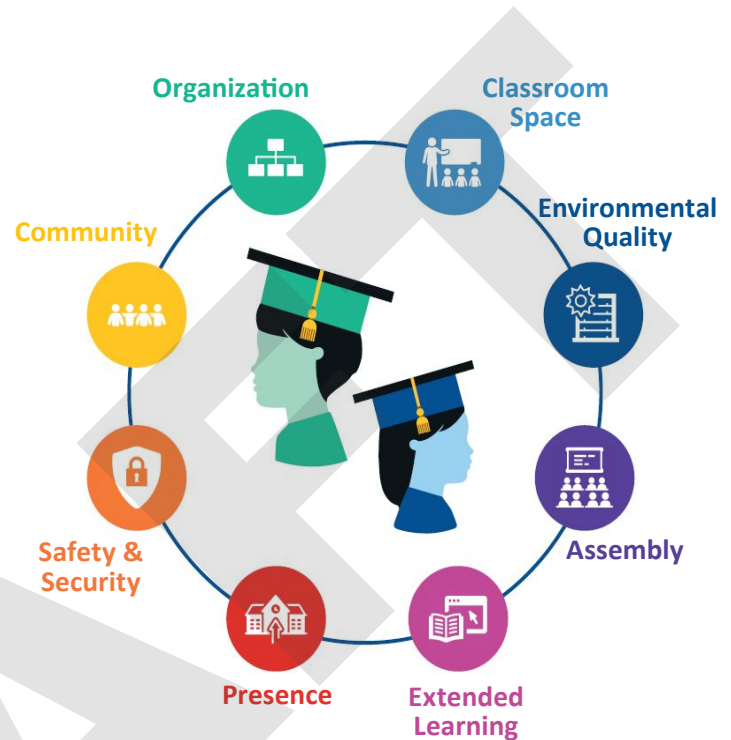 Organization
Classroom
Space
Environmental
Quality
Community
Assembly
Safety &
Security
Presence
Extended
Learning